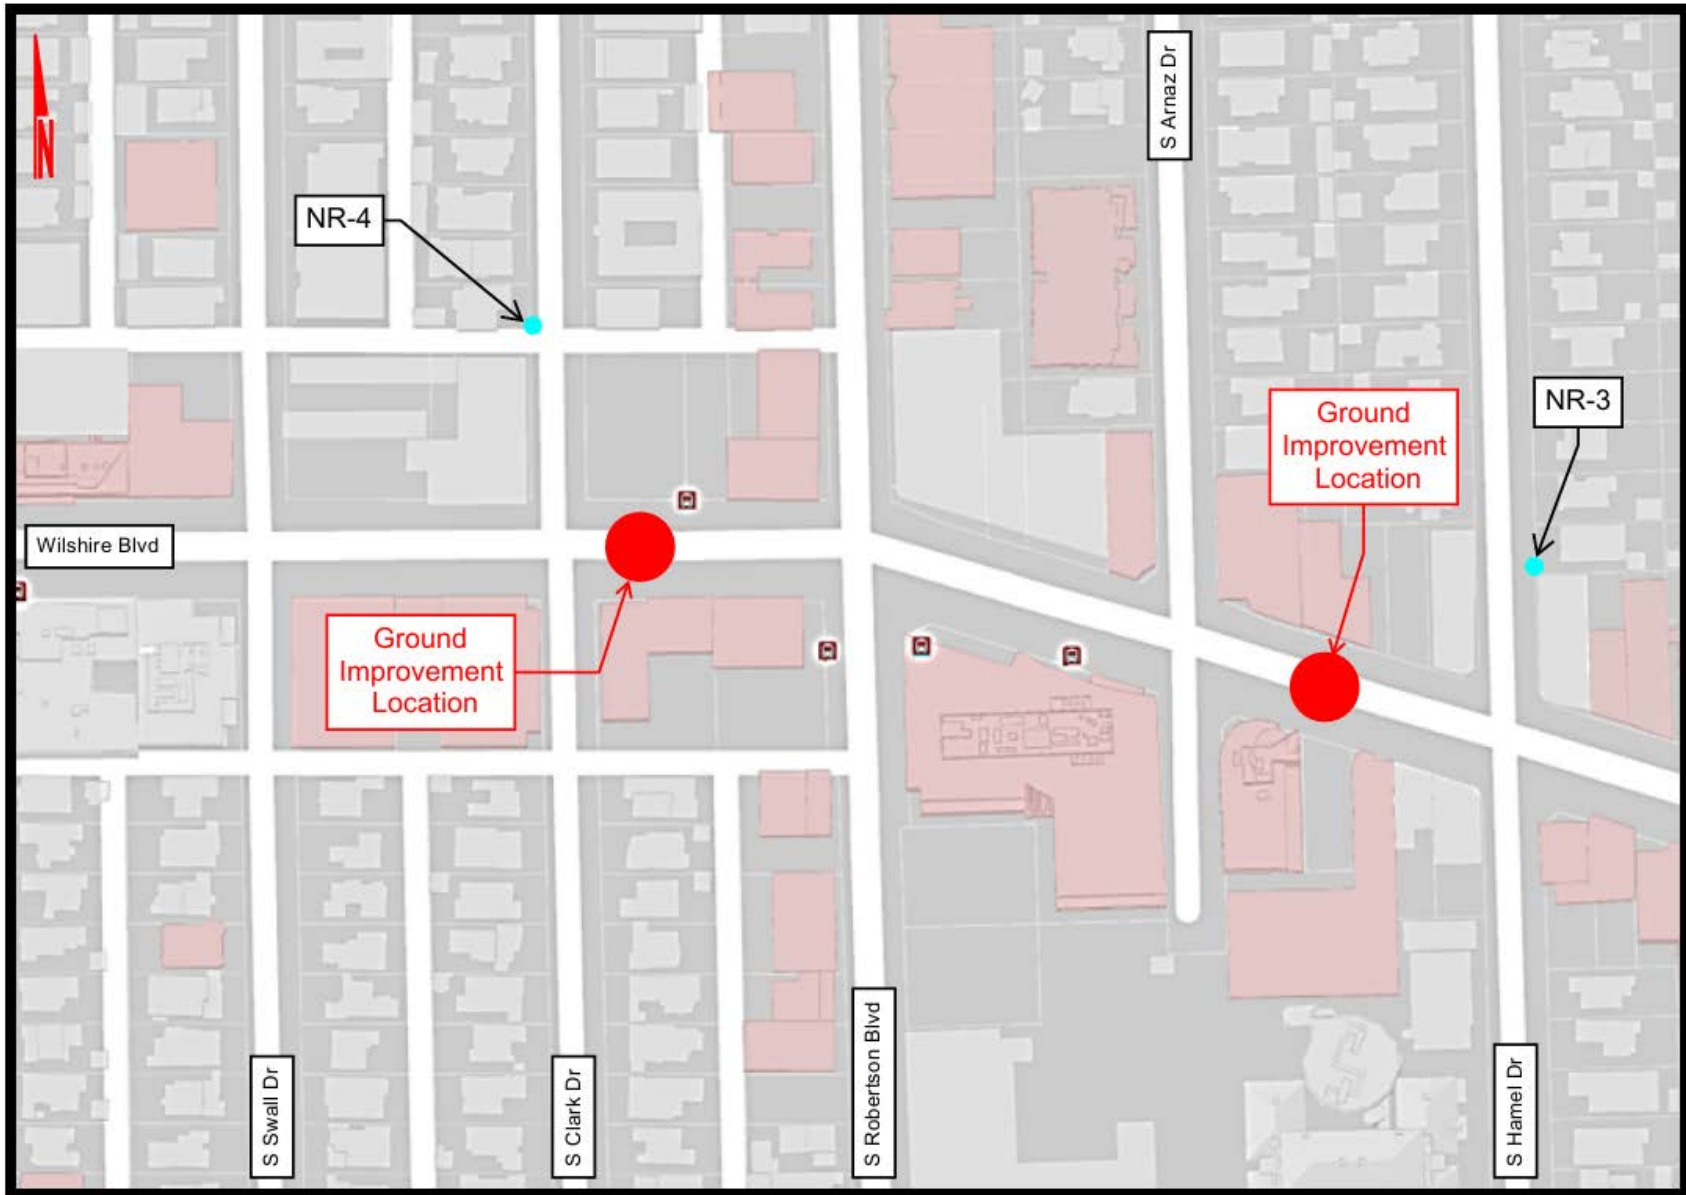 S Arnaz Dr
N
NR-4
NR-3
Ground
Improvement
Location
Wilshire Blvd
Ground
Improvement
Location
S Swall Dr
S Clark Dr
S Robertson Blvd
S Hamel Dr